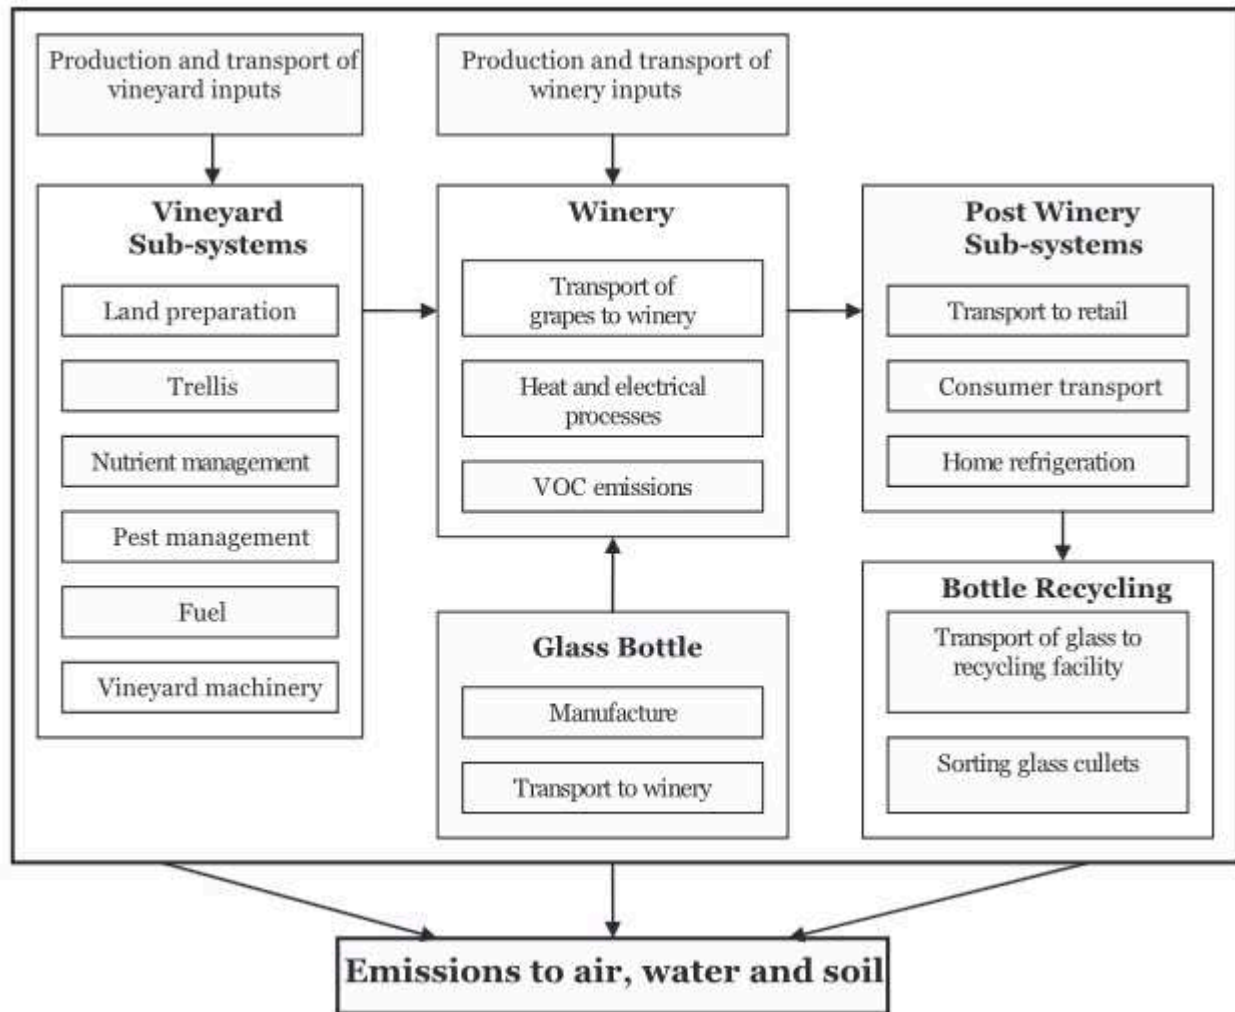 Production and transport of
vineyard inputs
Production and transport of
winery inputs
Vineyard
Sub-systems
Land preparation
Trellis
Nutrient management
Pest management
Fuel
Vineyard machinery
Winery
Transport of
grapes to winery
Heat and electrical
processes
VOC emissions
Glass Bottle
Manufacture
Transport to winery
Post Winery
Sub-systems
Transport to retail
Consumer transport
Home refrigeration
Bottle Recycling
Transport of glass to
recycling facility
Sorting glass cullets
Emissions to air, water and soil